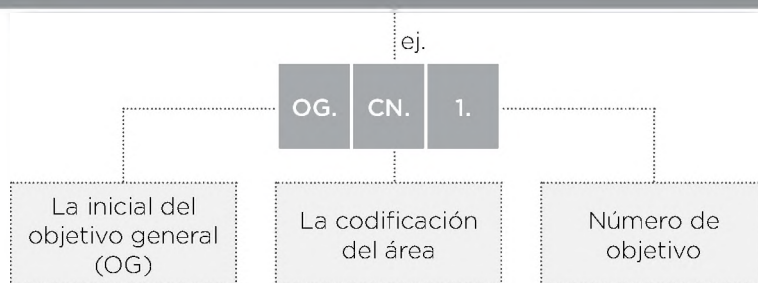 ej.
OG. CN. 1.
La inicial del
objetivo general
(OG)
La codificación
del área
Número de
objetivo